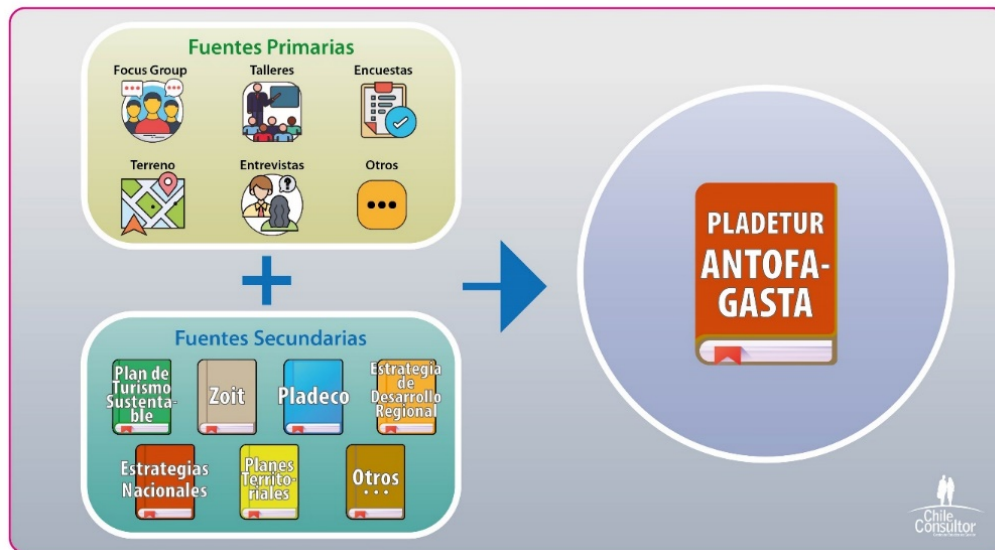 Fuentes Primarias
Focus Group
Talleres
Encuestas
Terreno
Entrevistas
Otros
Fuentes Secundarias
Plan de
Turismo
Sustenta-
ble
Zoit
Pladeco
Estrategia
de
Desarrollo
Regional
Estrategias
Nacionales
Planes
Territo-
riales
Otros
...
PLADETUR
ANTOFA-
GASTA
Chile
Consultor